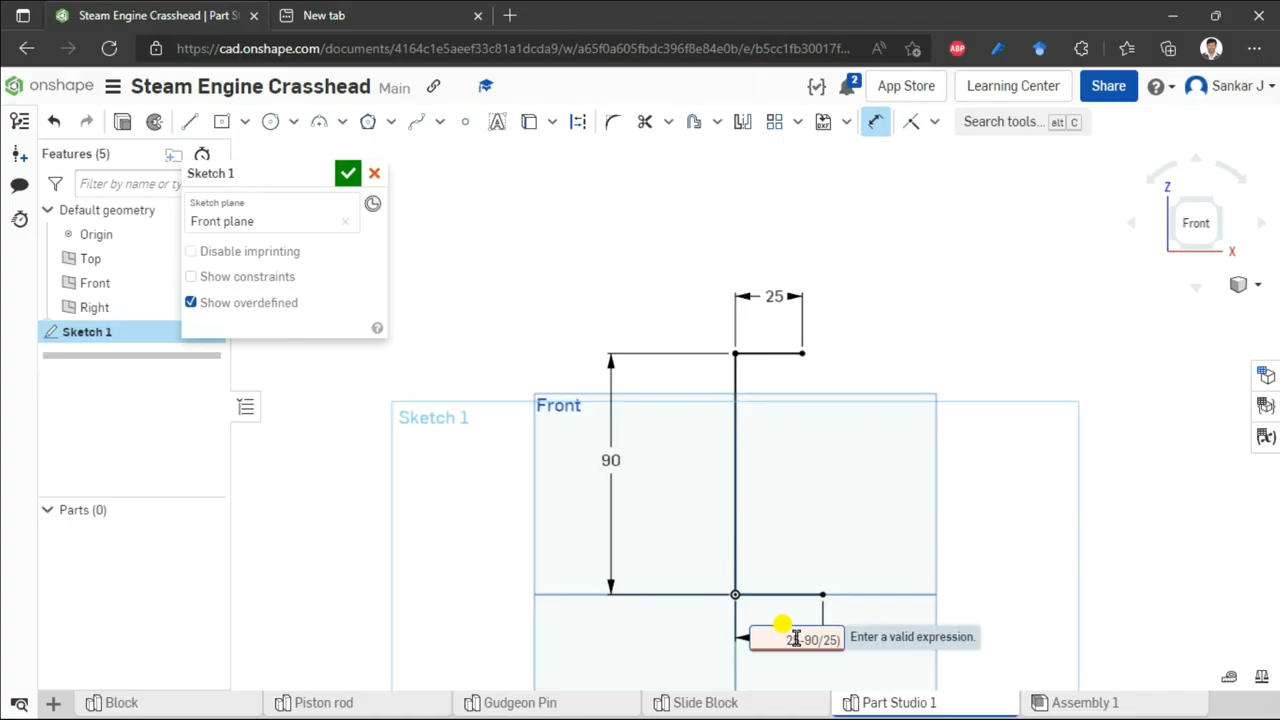 Steam Engine Crasshead | Part S
New tab
https://cad.onshape.com/documents/4164c1e5aeef33c81a1dcda9/w/a65f0a605fbdc396f8e84e0b/e/b5cc1fb30017f...
ABP
onshape
Steam Engine Crasshead
Main
2
App Store
Learning Center
Share
Sankar J
Search tools...
alt C
Features (5)
Filter by name or ty
Default geometry
Origin
Top
Front
Right
Sketch 1
Parts (0)
Sketch 1
Sketch plane
Front plane
Disable imprinting
Show constraints
Show overdefined
Z
Front
X
25
90
Front
Sketch 1
-90/25)
Enter a valid expression.
Block
Piston rod
Gudgeon Pin
Slide Block
Part Studio 1
Assembly 1